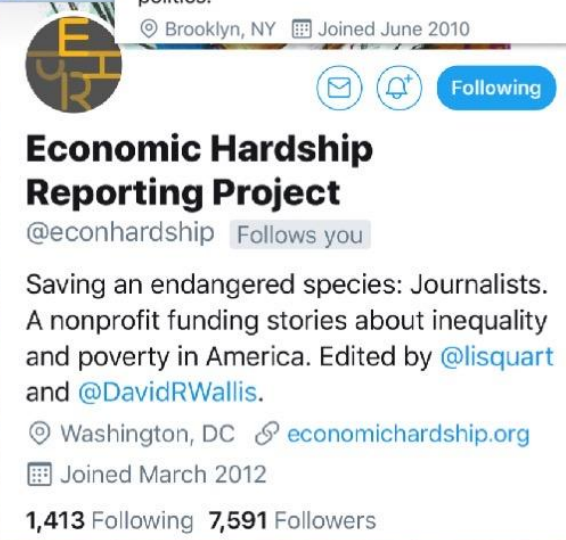 politics.
Brooklyn, NY Joined June 2010
E
H
U
R
Following
Economic Hardship
Reporting Project
@econhardship Follows you
Saving an endangered species: Journalists.
A nonprofit funding stories about inequality
and poverty in America. Edited by @lisquart
and @DavidRWallis.
Washington, DC economichardship.org
Joined March 2012
1,413 Following 7,591 Followers